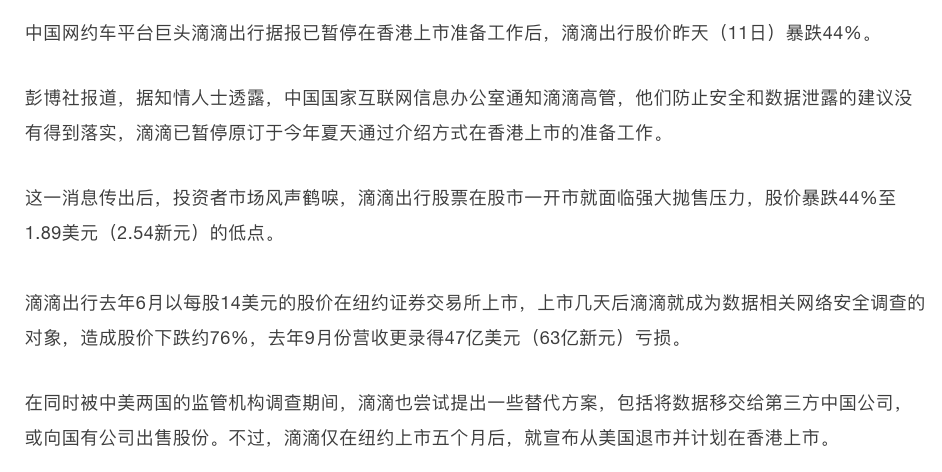 中国网约车平台巨头滴滴出行据报已暂停在香港上市准备工作后，滴滴出行股价昨天（11日）暴跌44%。
彭博社报道，据知情人士透露，中国国家互联网信息办公室通知滴滴高管，他们防止安全和数据泄露的建议没
有得到落实，滴滴已暂停原订于今年夏天通过介绍方式在香港上市的准备工作。
这一消息传出后，投资者市场风声鹤唳，滴滴出行股票在股市一开市就面临强大抛售压力，股价暴跌44%至
1.89美元（2.54新元）的低点。
滴滴出行去年6月以每股14美元的股价在纽约证券交易所上市，上市几天后滴滴就成为数据相关网络安全调查的
对象，造成股价下跌约76%，去年9月份营收更录得47亿美元（63亿新元）亏损。
在同时被中美两国的监管机构调查期间，滴滴也尝试提出一些替代方案，包括将数据移交给第三方中国公司，
或向国有公司出售股份。不过，滴滴仅在纽约上市五个月后，就宣布从美国退市并计划在香港上市。